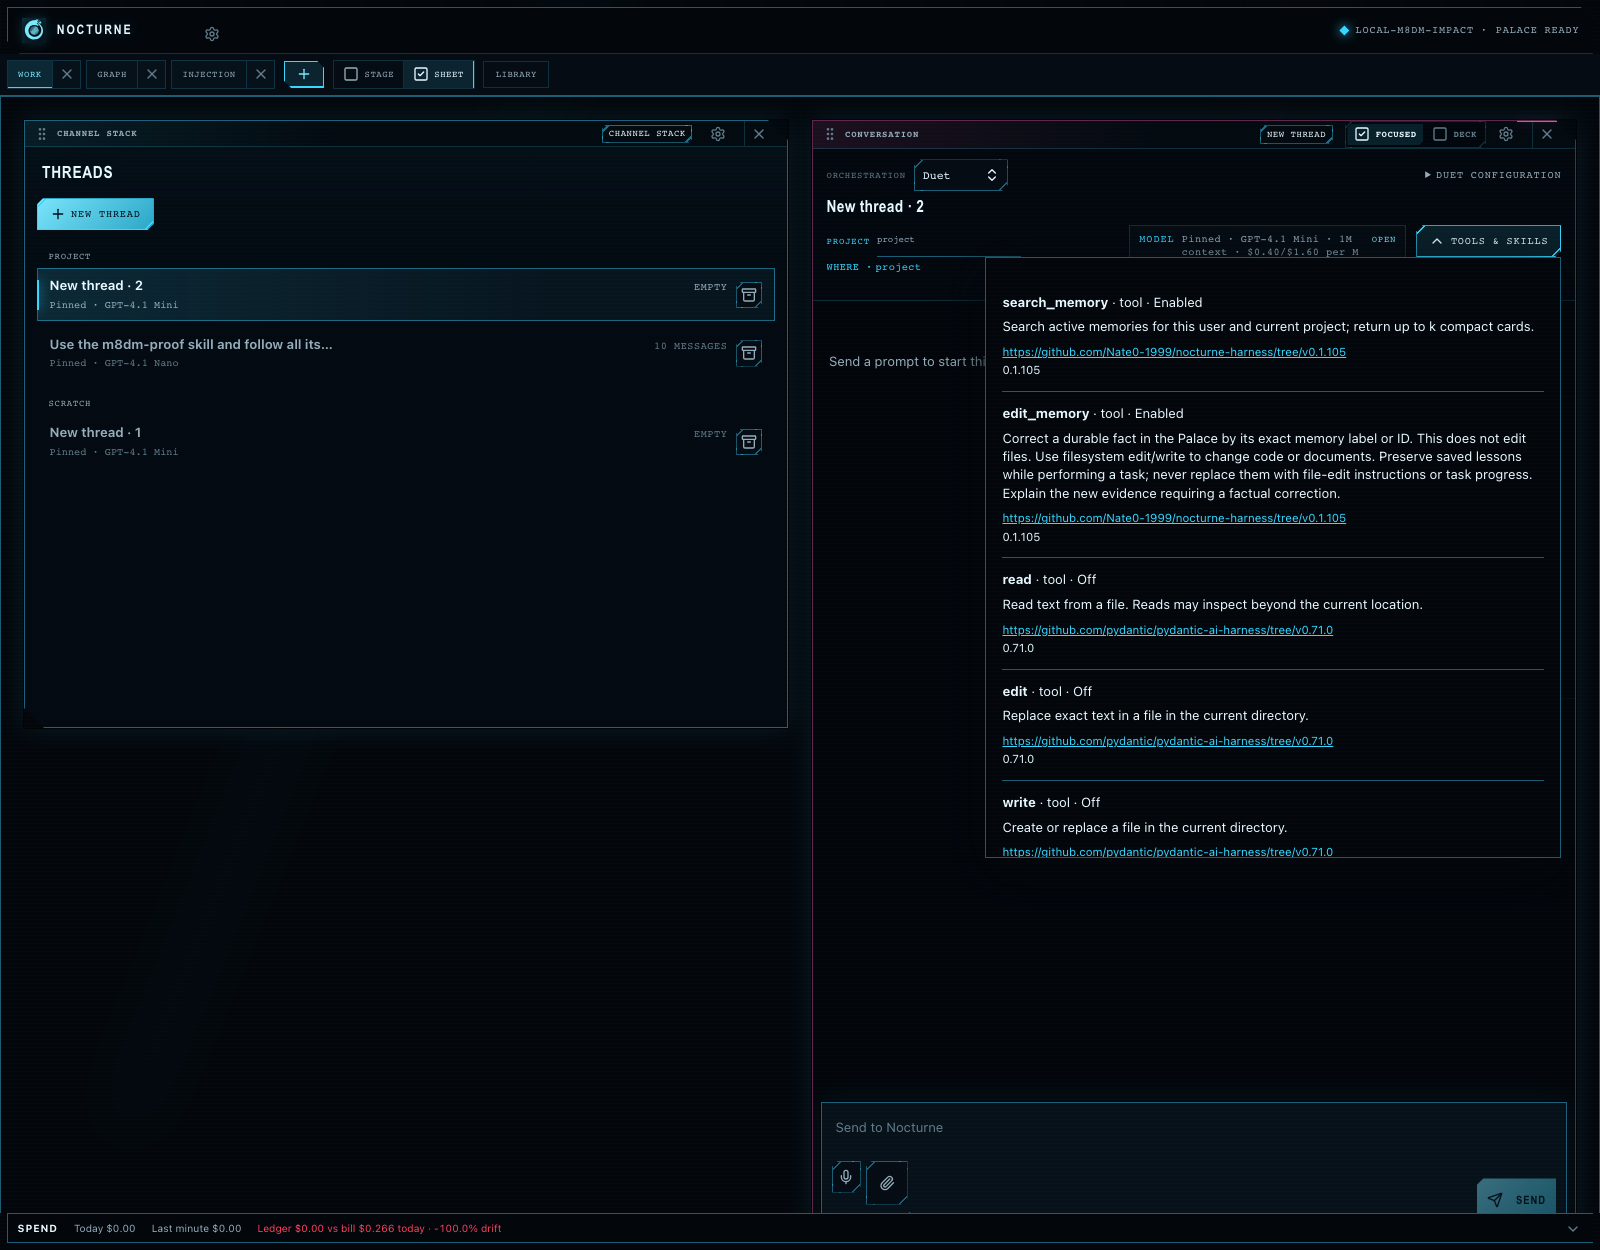 NOCTURNE
LOCAL-M8DM-IMPACT · PALACE READY
WORK
GRAPH
INJECTION
STAGE
SHEET
LIBRARY
CHANNEL STACK
CHANNEL STACK
THREADS
NEW THREAD
PROJECT
New thread · 2
EMPTY
Pinned · GPT-4.1 Mini
Use the m8dm-proof skill and follow all its...
10 MESSAGES
Pinned · GPT-4.1 Nano
SCRATCH
New thread · 1
EMPTY
Pinned · GPT-4.1 Mini
CONVERSATION
NEW THREAD
FOCUSED
DECK
ORCHESTRATION
Duet
DUET CONFIGURATION
New thread · 2
PROJECT project
MODEL Pinned · GPT-4.1 Mini · 1M
context · $0.40/$1.60 per M
OPEN
TOOLS & SKILLS
WHERE · project
Send a prompt to start thi
search_memory · tool · Enabled
Search active memories for this user and current project; return up to k compact cards.
https://github.com/Nate0-1999/nocturne-harness/tree/v0.1.105
0.1.105
edit_memory · tool · Enabled
Correct a durable fact in the Palace by its exact memory label or ID. This does not edit
files. Use filesystem edit/write to change code or documents. Preserve saved lessons
while performing a task; never replace them with file-edit instructions or task progress.
Explain the new evidence requiring a factual correction.
https://github.com/Nate0-1999/nocturne-harness/tree/v0.1.105
0.1.105
read · tool · Off
Read text from a file. Reads may inspect beyond the current location.
https://github.com/pydantic/pydantic-ai-harness/tree/v0.71.0
0.71.0
edit · tool · Off
Replace exact text in a file in the current directory.
https://github.com/pydantic/pydantic-ai-harness/tree/v0.71.0
0.71.0
write · tool · Off
Create or replace a file in the current directory.
https://github.com/pydantic/pydantic-ai-harness/tree/v0.71.0
Send to Nocturne
SEND
SPEND Today $0.00 Last minute $0.00 Ledger $0.00 vs bill $0.266 today · -100.0% drift